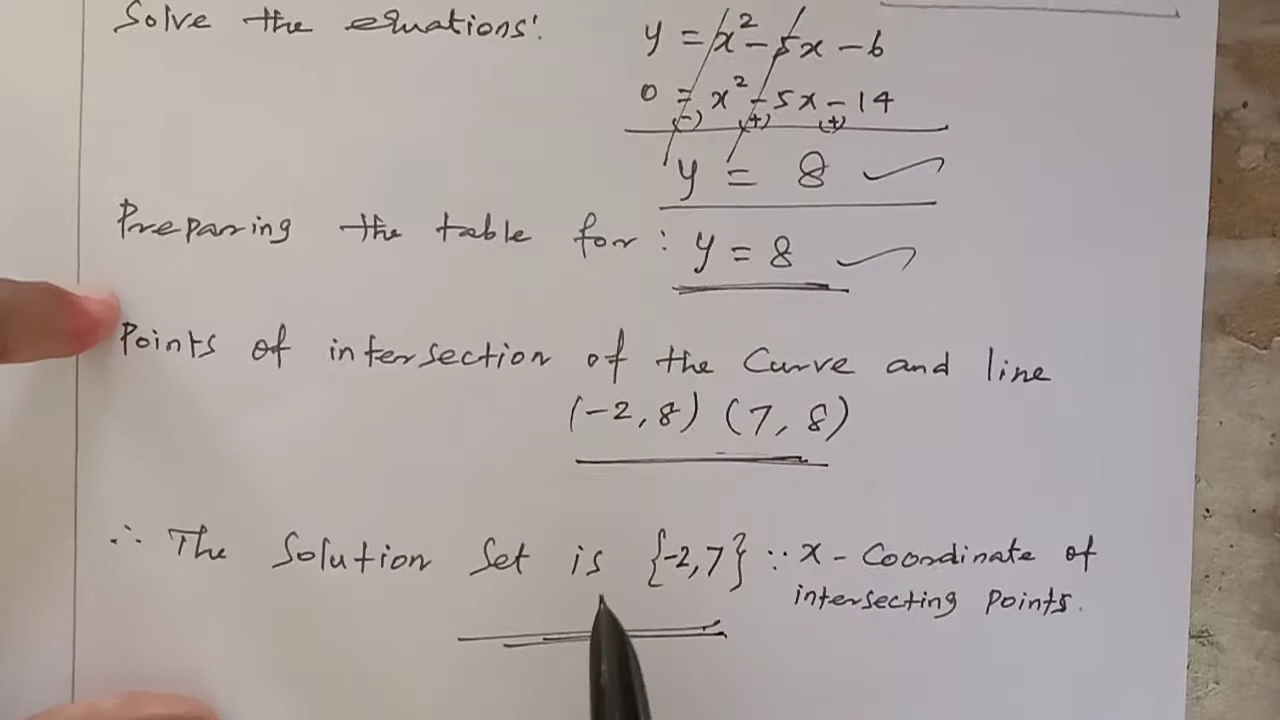 Solve the equations:
y = x² - 5x - 6
0 = x² - 5x - 14
(-) (+) (+)
y = 8
Preparing the table for: y = 8
Points of intersection of the Curve and line
(-2, 8) (7, 8)
∴ The Solution Set is {-2, 7} ∵ x - Coordinate of
intersecting points.